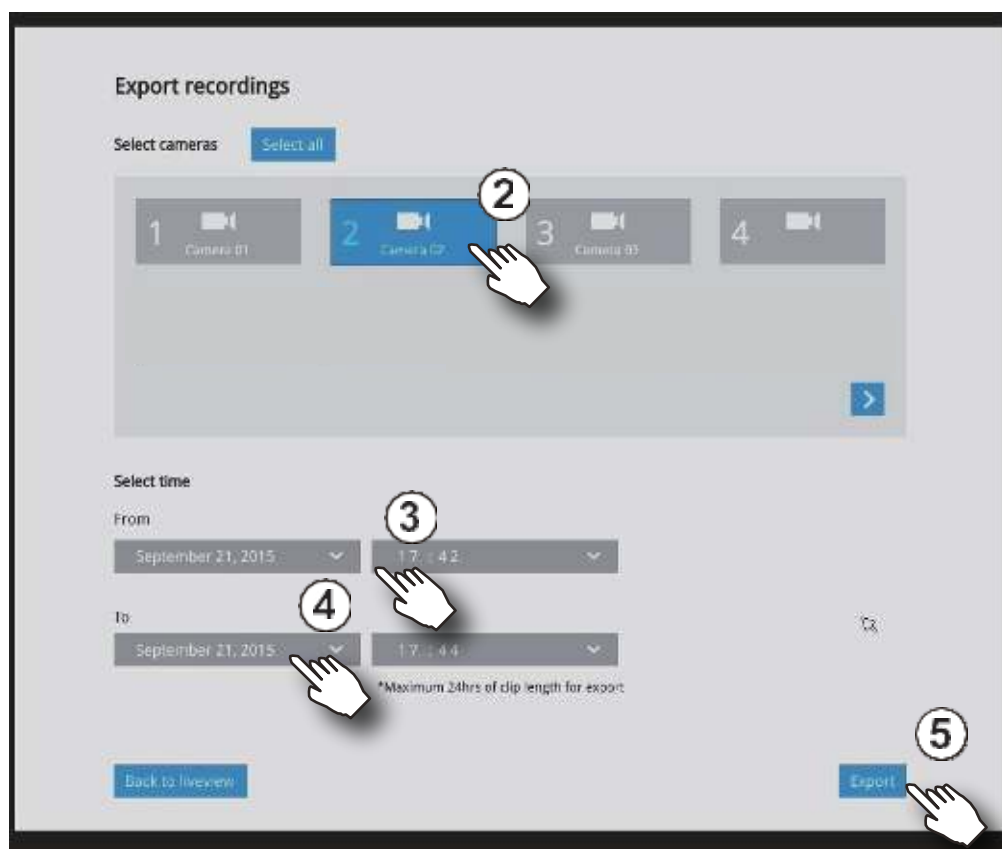 Export recordings
Select cameras Select all
2
1 Camera 01
2 Camera 02
3 Camera 03
4
Select time
From
3
September 21, 2015 17 : 42
4
To
September 21, 2015 17 : 44
*Maximum 24hrs of clip length for export
5
Back to liveview Export